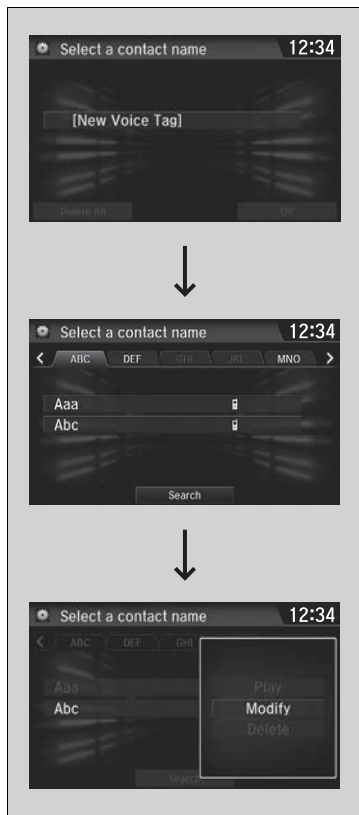 Select a contact name 12:34
[New Voice Tag]
Delete All OK
Select a contact name 12:34
ABC DEF GHI JKL MNO
Aaa
Abc
Search
Select a contact name 12:34
ABC DEF GHI
Aaa Play
Abc Modify
Delete
Search